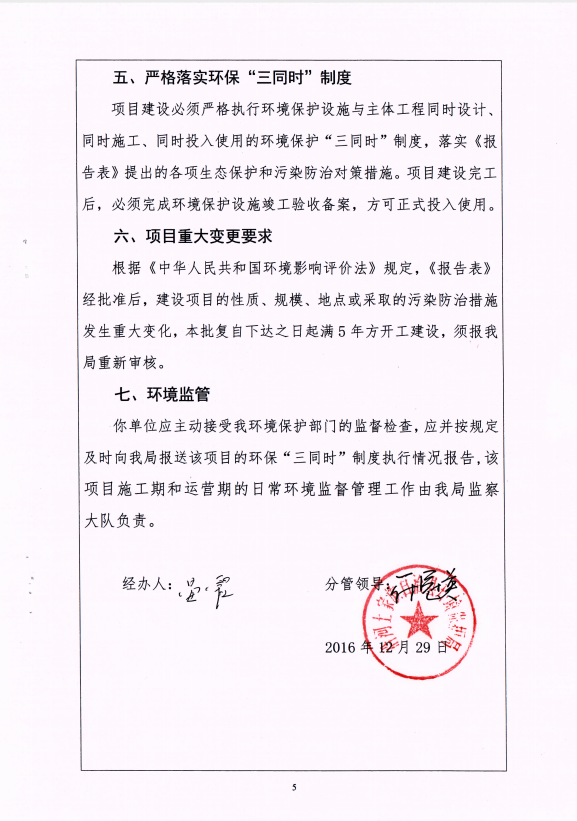 五、严格落实环保“三同时”制度
项目建设必须严格执行环境保护设施与主体工程同时设计、
同时施工、同时投入使用的环境保护“三同时”制度，落实《报
告表》提出的各项生态保护和污染防治对策措施。项目建设完工
后，必须完成环境保护设施竣工验收备案，方可正式投入使用。
六、项目重大变更要求
根据《中华人民共和国环境影响评价法》规定，《报告表》
经批准后，建设项目的性质、规模、地点或采取的污染防治措施
发生重大变化，本批复自下达之日起满5年方开工建设，须报我
局重新审核。
七、环境监管
你单位应主动接受我环境保护部门的监督检查，应并按规定
及时向我局报送该项目的环保“三同时”制度执行情况报告，该
项目施工期和运营期的日常环境监督管理工作由我局监察
大队负责。
经办人：
分管领导：
2016年12月29日
5